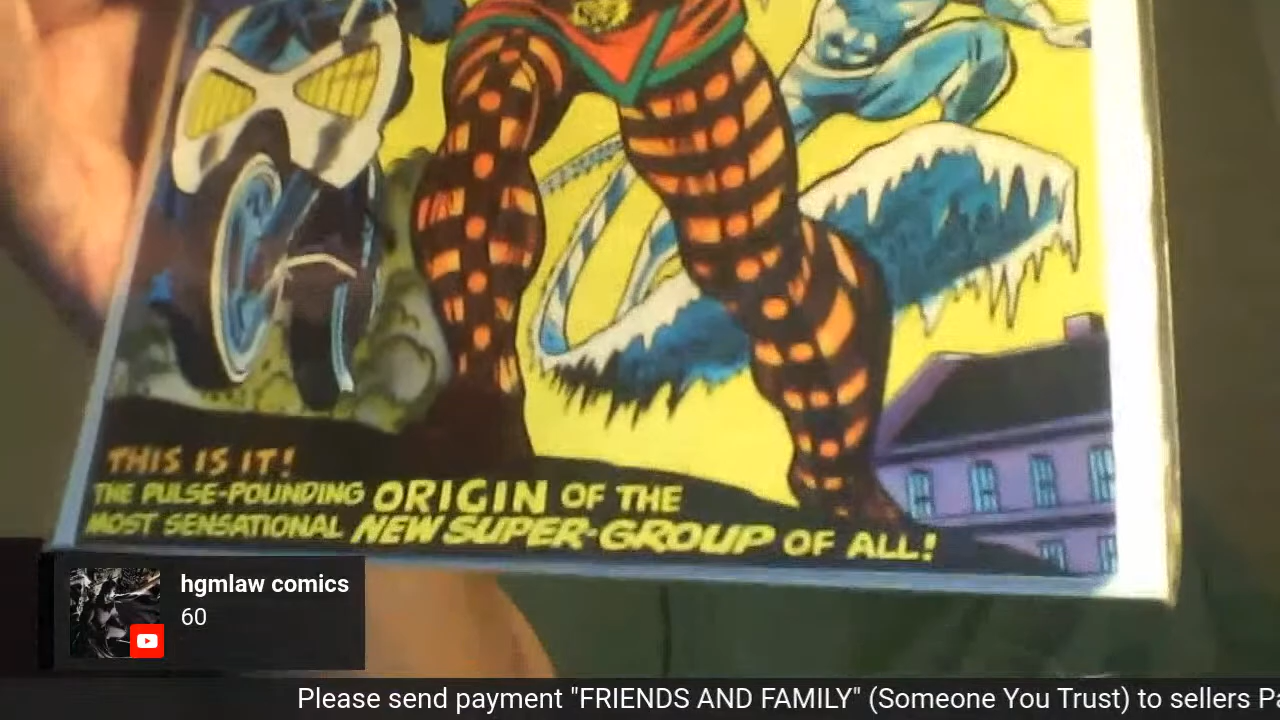 THIS IS IT!
THE PULSE-POUNDING ORIGIN OF THE
MOST SENSATIONAL NEW SUPER-GROUP OF ALL!
hgmlaw comics
60
Please send payment "FRIENDS AND FAMILY" (Someone You Trust) to sellers Pa